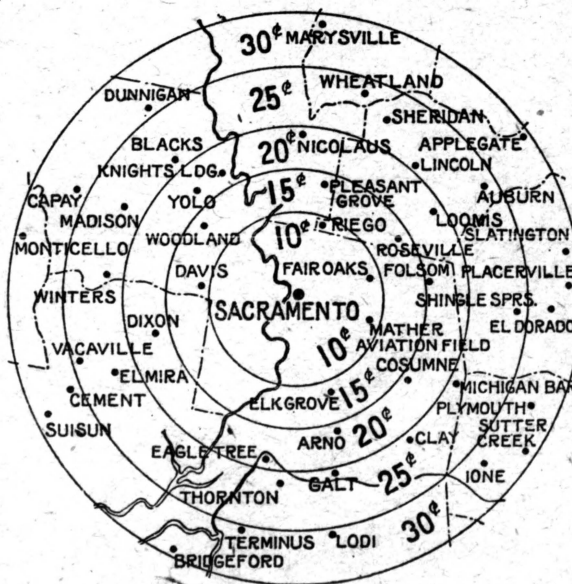 30¢ MARYSVILLE
DUNNIGAN
25¢
WHEATLAND
SHERIDAN
BLACKS
20¢ NICOLAUS
APPLEGATE
KNIGHTS LDG.
LINCOLN
CAPAY
YOLO
15¢
PLEASANT
GROVE
AUBURN
MADISON
LOOMIS
MONTICELLO
WOODLAND
10¢
RIEGO
SLATINGTON
ROSEVILLE
DAVIS
FAIR OAKS
FOLSOM
PLACERVILLE
WINTERS
SACRAMENTO
SHINGLE SPRS.
DIXON
MATHER
AVIATION FIELD
EL DORADO
VACAVILLE
10¢
COSUMNE
ELMIRA
15¢
MICHIGAN BAR
CEMENT
ELK GROVE
PLYMOUTH
SUISUN
ARNO
20¢
CLAY
SUTTER
CREEK
EAGLE TREE
GALT
25¢
IONE
THORNTON
30¢
TERMINUS
LODI
BRIDGEFORD